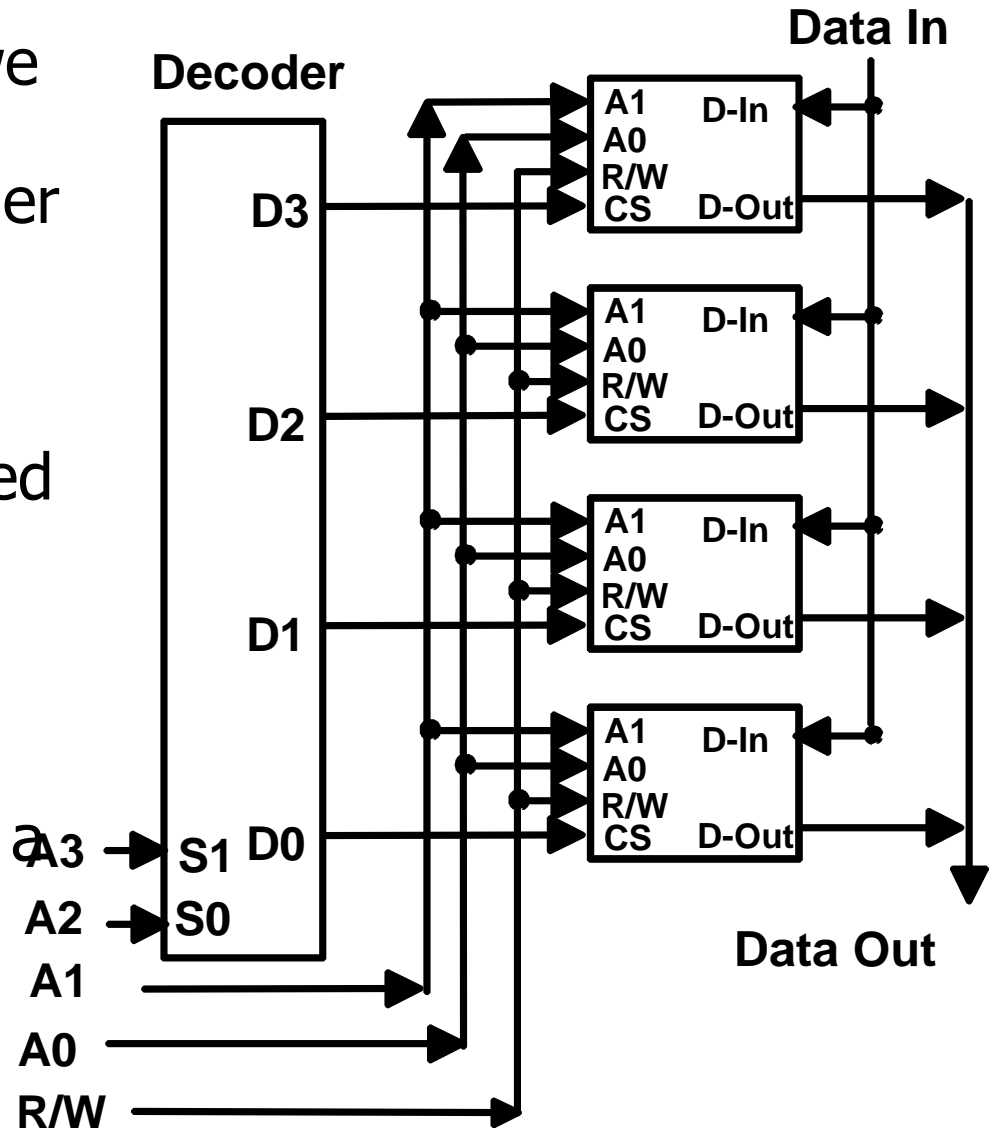 Data In
ve
Decoder
er
ed
a
D3
D2
D1
D0
A3
S1
A2
S0
A1
A0
R/W
A1
D-In
A0
R/W
CS
D-Out
A1
D-In
A0
R/W
CS
D-Out
A1
D-In
A0
R/W
CS
D-Out
A1
D-In
A0
R/W
CS
D-Out
Data Out